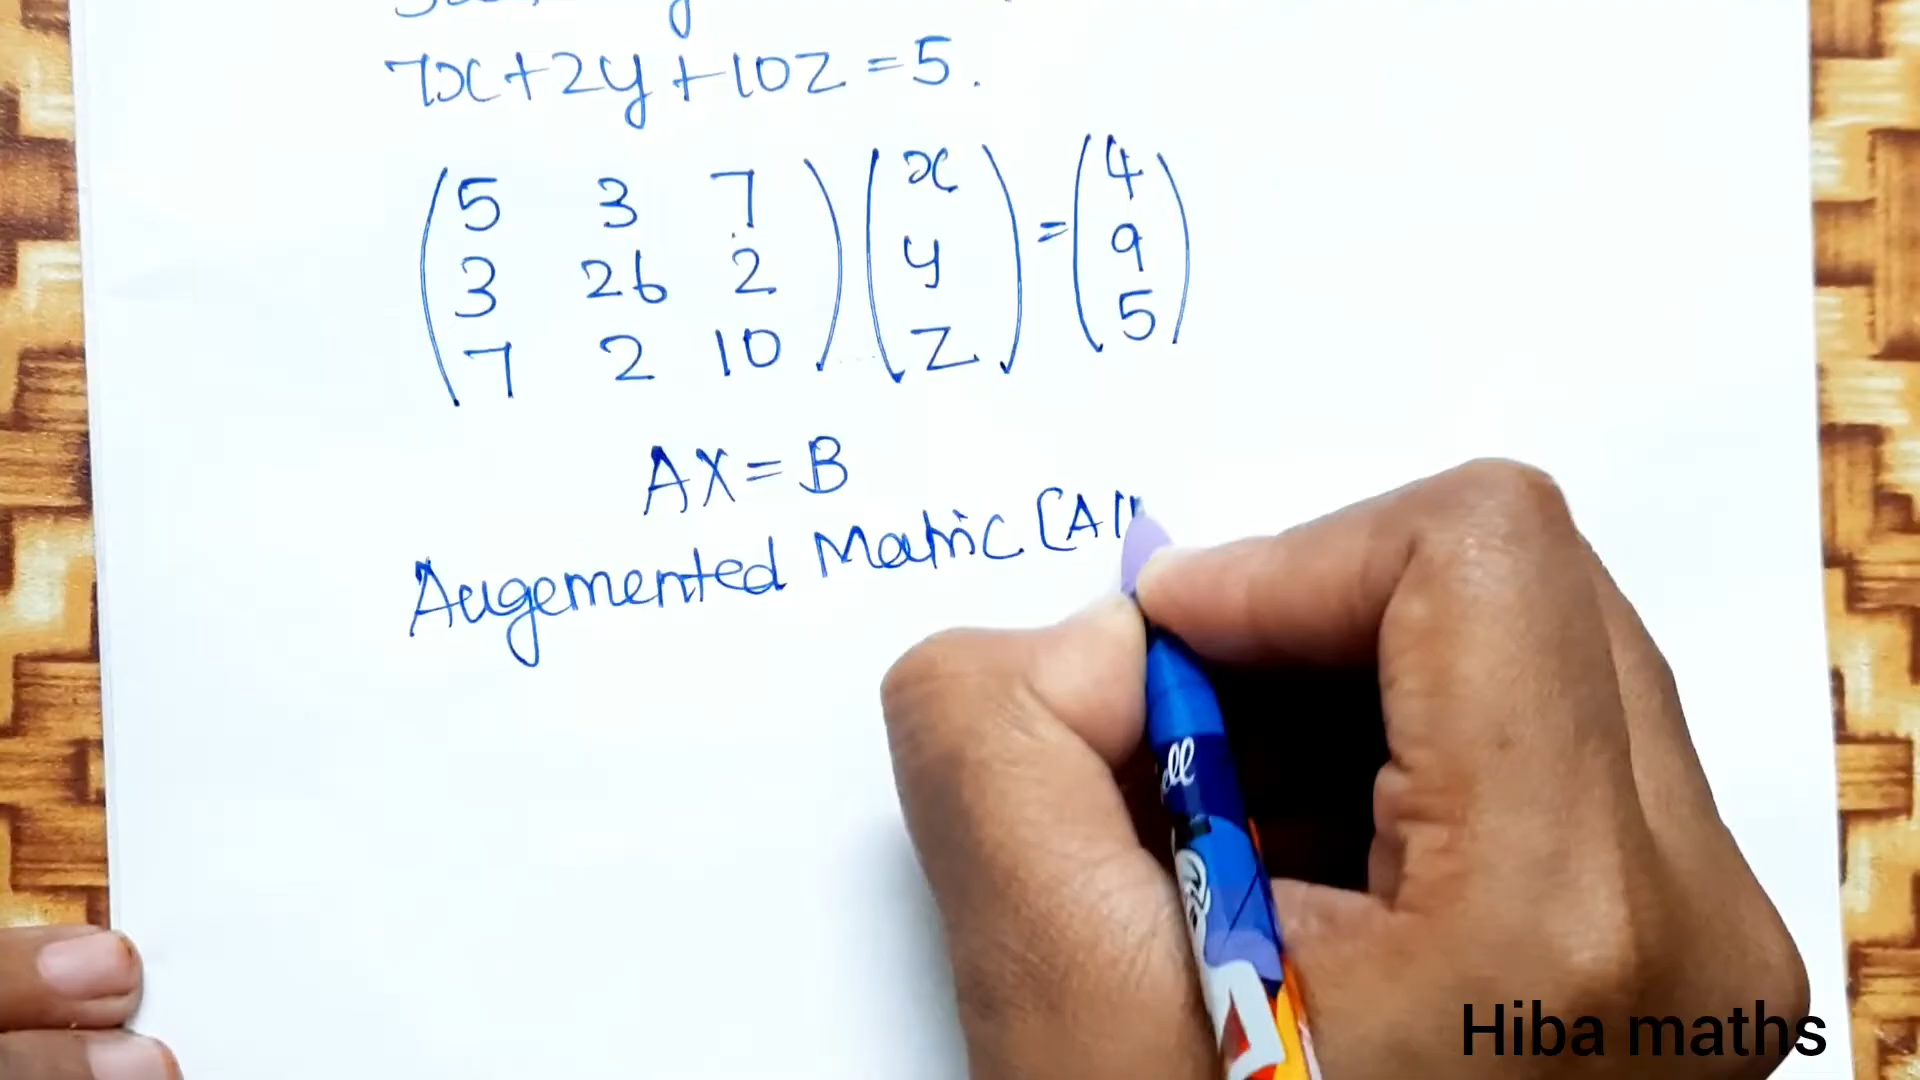 7x+2y+10z=5.
5 3 7 x = 4
3 26 2 y 9
7 2 10 z 5
AX=B
Augemented Matric [A|
ell
Hiba maths